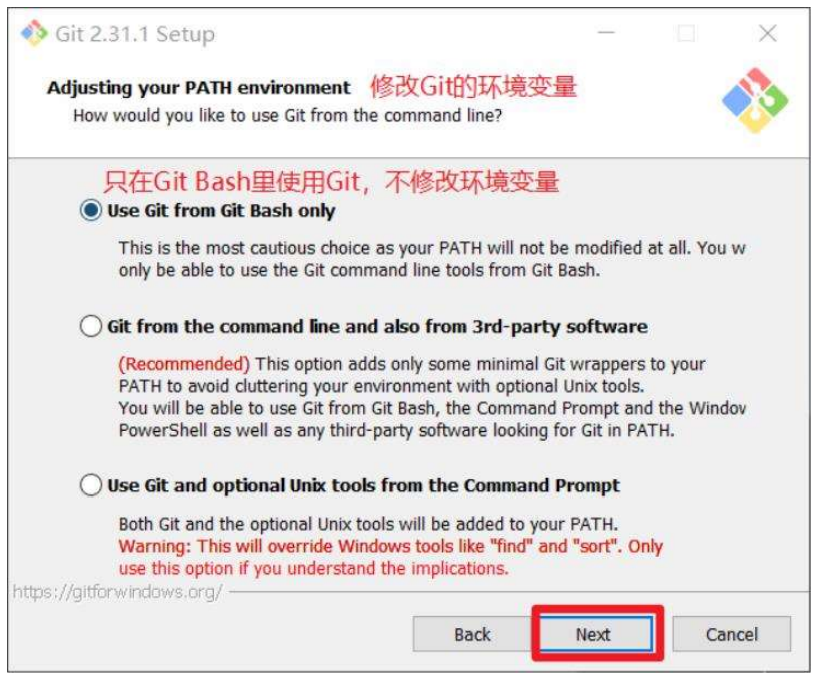 Git 2.31.1 Setup
Adjusting your PATH environment 修改Git的环境变量
How would you like to use Git from the command line?
只在Git Bash里使用Git，不修改环境变量
Use Git from Git Bash only
This is the most cautious choice as your PATH will not be modified at all. You w
only be able to use the Git command line tools from Git Bash.
Git from the command line and also from 3rd-party software
(Recommended) This option adds only some minimal Git wrappers to your
PATH to avoid cluttering your environment with optional Unix tools.
You will be able to use Git from Git Bash, the Command Prompt and the Window
PowerShell as well as any third-party software looking for Git in PATH.
Use Git and optional Unix tools from the Command Prompt
Both Git and the optional Unix tools will be added to your PATH.
Warning: This will override Windows tools like "find" and "sort". Only
use this option if you understand the implications.
https://gitforwindows.org/
Back Next Cancel